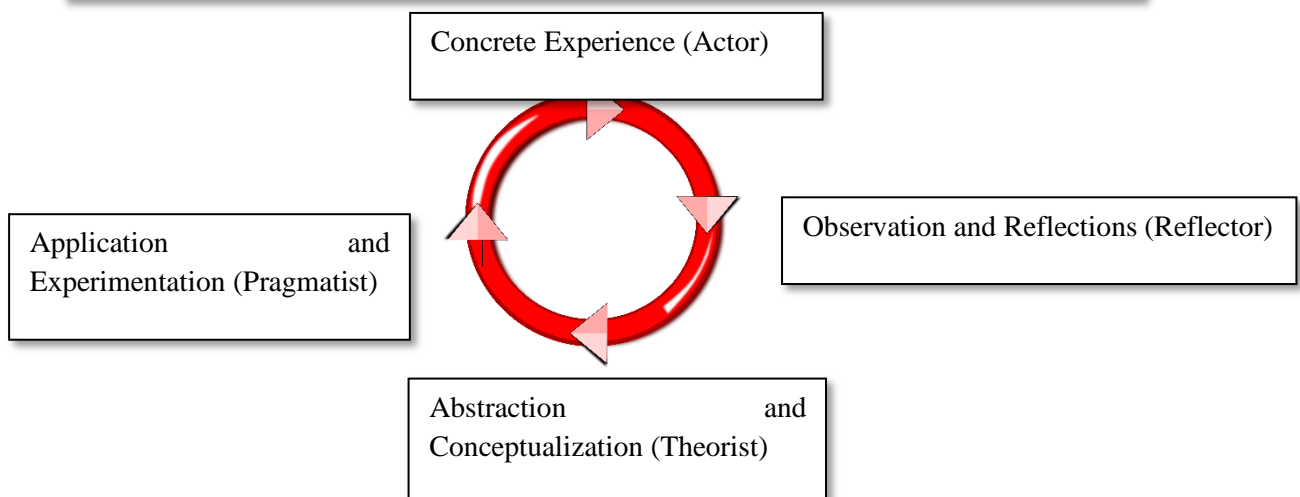 Concrete Experience (Actor)
Observation and Reflections (Reflector)
Application and
Experimentation (Pragmatist)
Abstraction and
Conceptualization (Theorist)